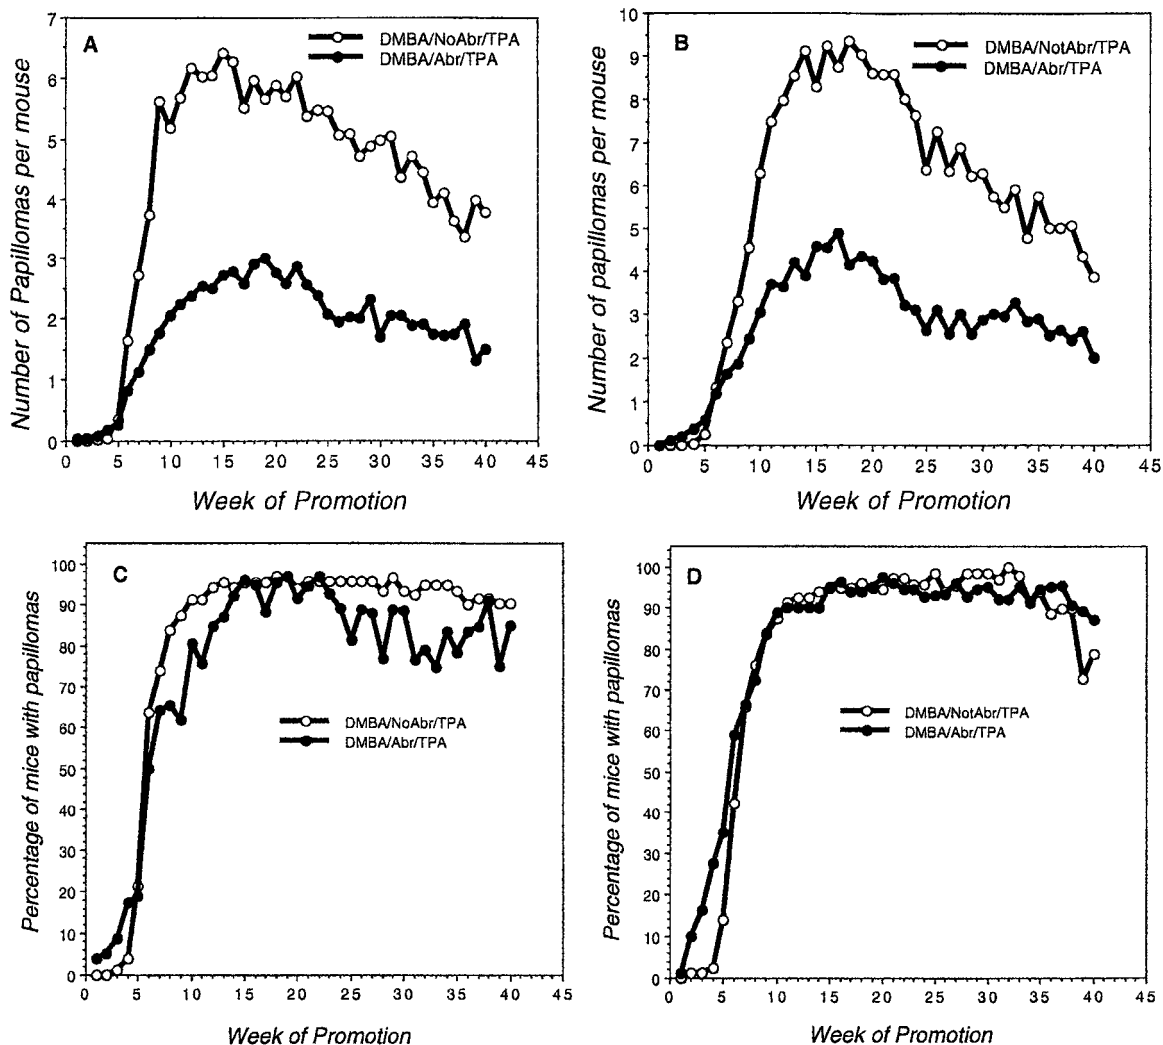 A
DMBA/NoAbr/TPA
DMBA/Abr/TPA
Number of Papillomas per mouse
7
6
5
4
3
2
1
0
0 5 10 15 20 25 30 35 40 45
Week of Promotion
B
DMBA/NotAbr/TPA
DMBA/Abr/TPA
Number of papillomas per mouse
10
9
8
7
6
5
4
3
2
1
0
0 5 10 15 20 25 30 35 40 45
Week of Promotion
C
DMBA/NoAbr/TPA
DMBA/Abr/TPA
Percentage of mice with papillomas
100
90
80
70
60
50
40
30
20
10
0
0 5 10 15 20 25 30 35 40 45
Week of Promotion
D
DMBA/NotAbr/TPA
DMBA/Abr/TPA
Percentage of mice with papillomas
100
90
80
70
60
50
40
30
20
10
0
0 5 10 15 20 25 30 35 40 45
Week of Promotion